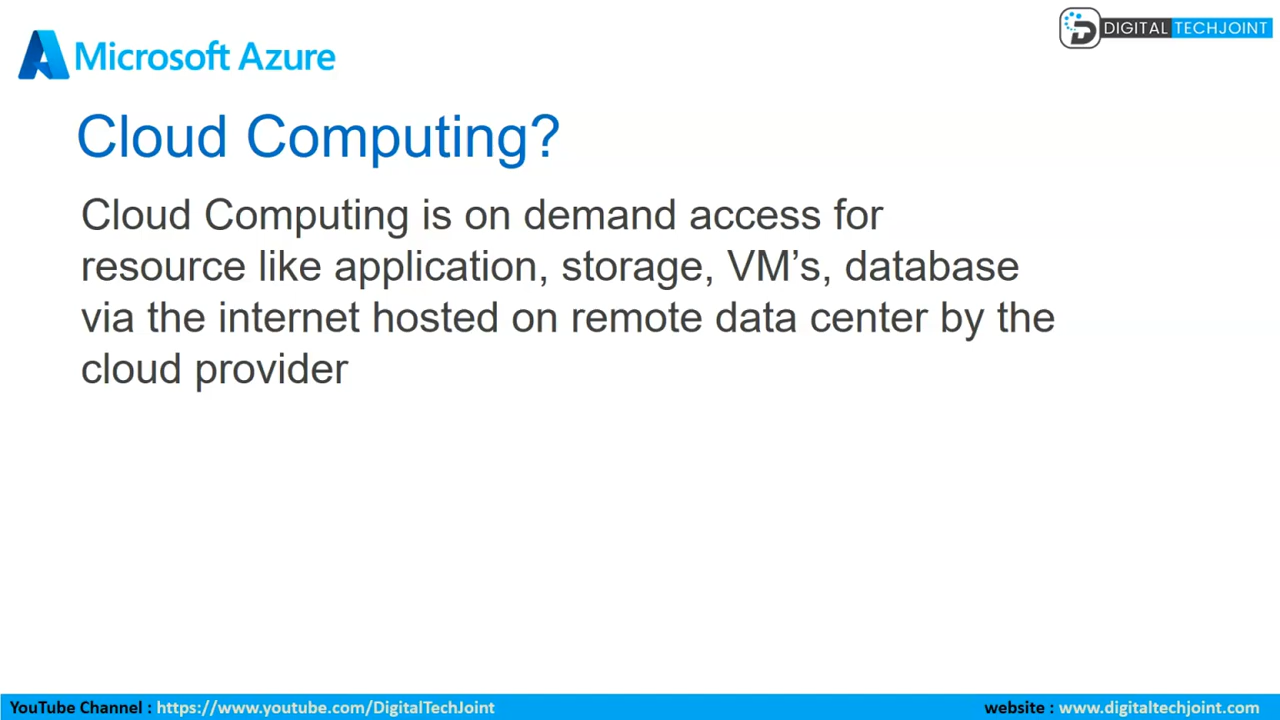 Microsoft Azure
DIGITAL TECHJOINT
Cloud Computing?
Cloud Computing is on demand access for
resource like application, storage, VM’s, database
via the internet hosted on remote data center by the
cloud provider
YouTube Channel : https://www.youtube.com/DigitalTechJoint
website : www.digitaltechjoint.com